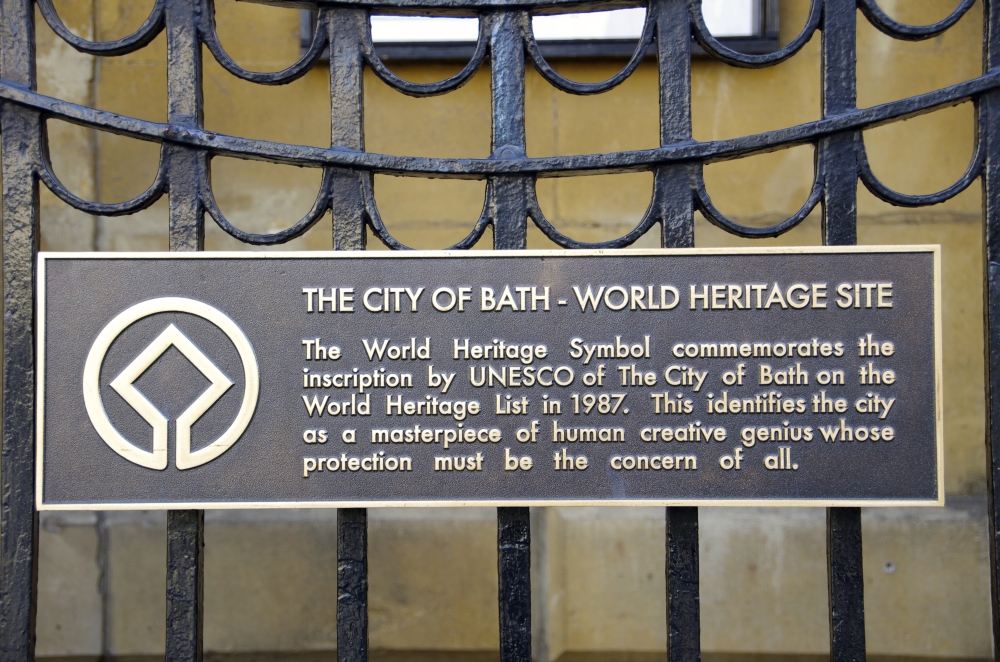 THE CITY OF BATH - WORLD HERITAGE SITE
The World Heritage Symbol commemorates the
inscription by UNESCO of The City of Bath on the
World Heritage List in 1987. This identifies the city
as a masterpiece of human creative genius whose
protection must be the concern of all.